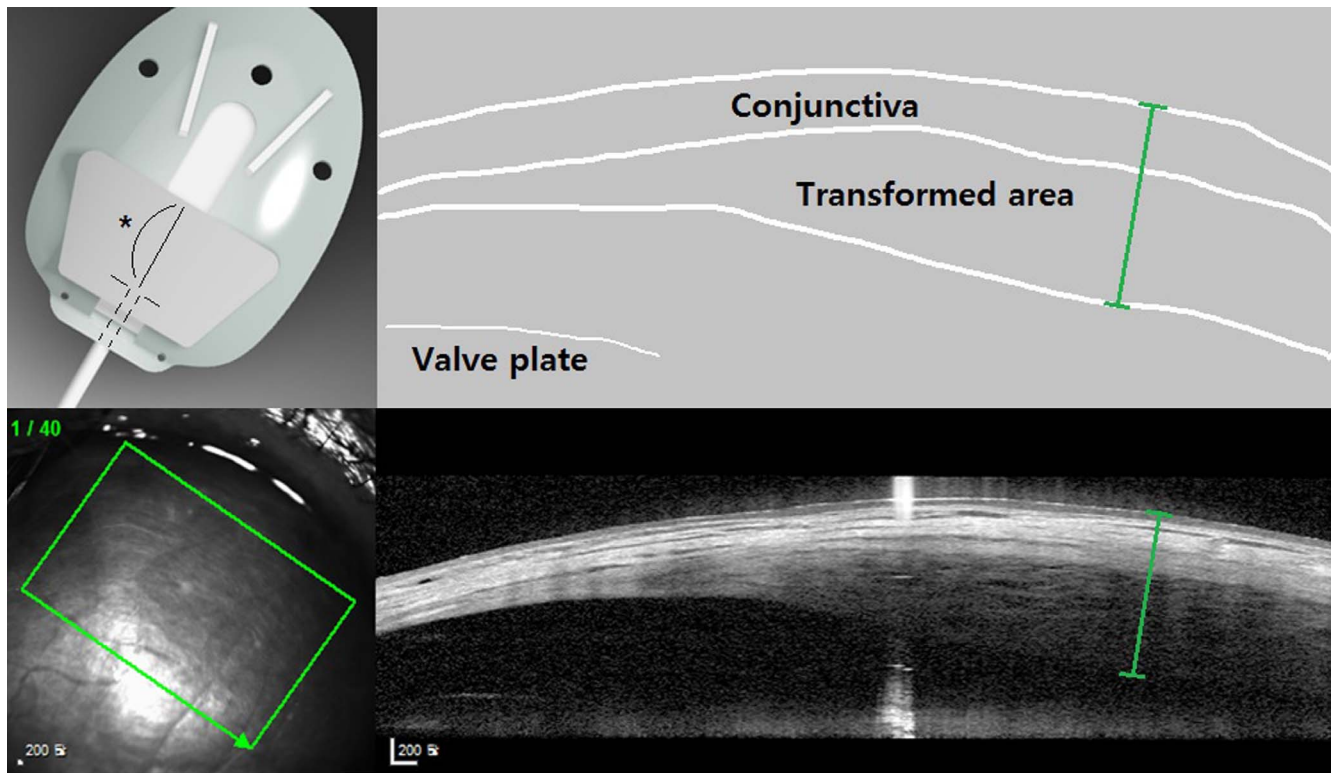 *
Conjunctiva
Transformed area
Valve plate
1 / 40
200
200